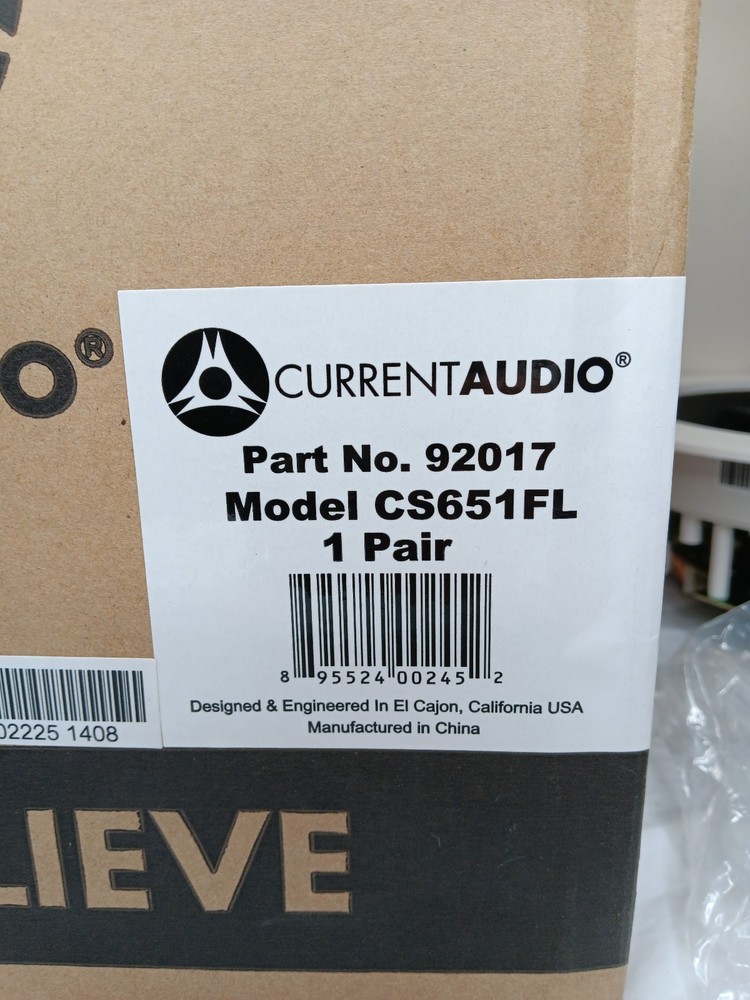 O®
CURRENTAUDIO®
Part No. 92017
Model CS651FL
1 Pair
8 95524 00245 2
Designed & Engineered In El Cajon, California USA
Manufactured in China
02225 1408
LIEVE